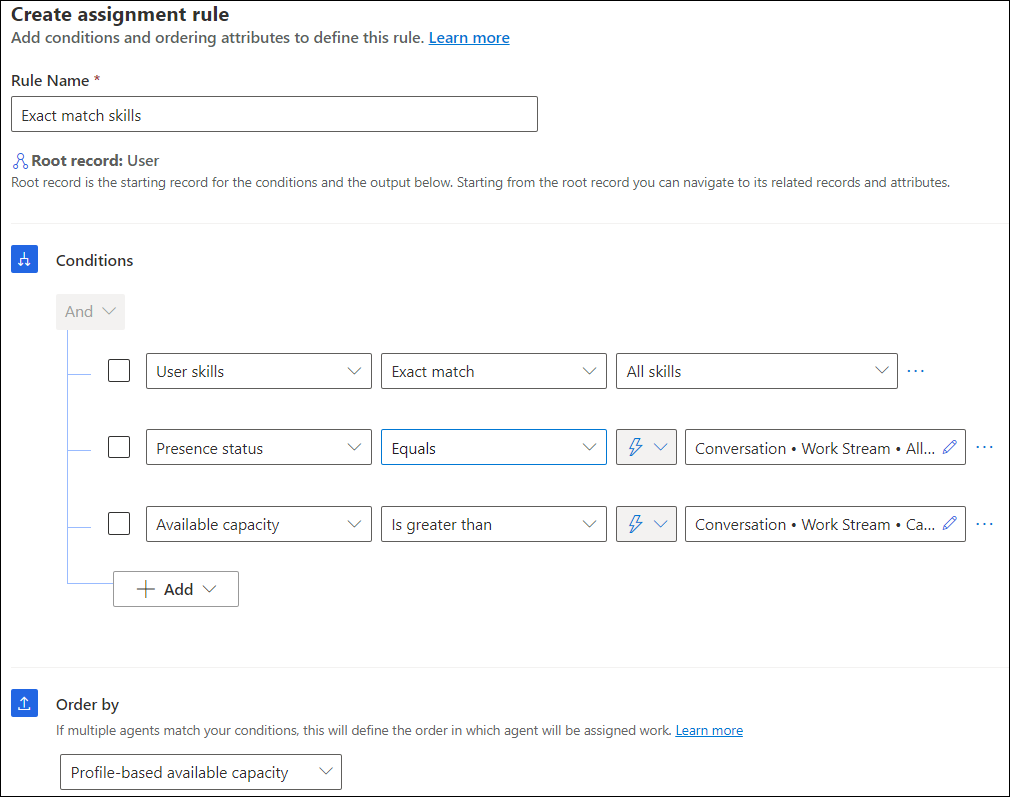 Create assignment rule
Add conditions and ordering attributes to define this rule. Learn more
Rule Name *
Exact match skills
Root record: User
Root record is the starting record for the conditions and the output below. Starting from the root record you can navigate to its related records and attributes.
Conditions
And
User skills Exact match All skills ...
Presence status Equals Conversation • Work Stream • All... ...
Available capacity Is greater than Conversation • Work Stream • Ca... ...
Add
Order by
If multiple agents match your conditions, this will define the order in which agent will be assigned work. Learn more
Profile-based available capacity